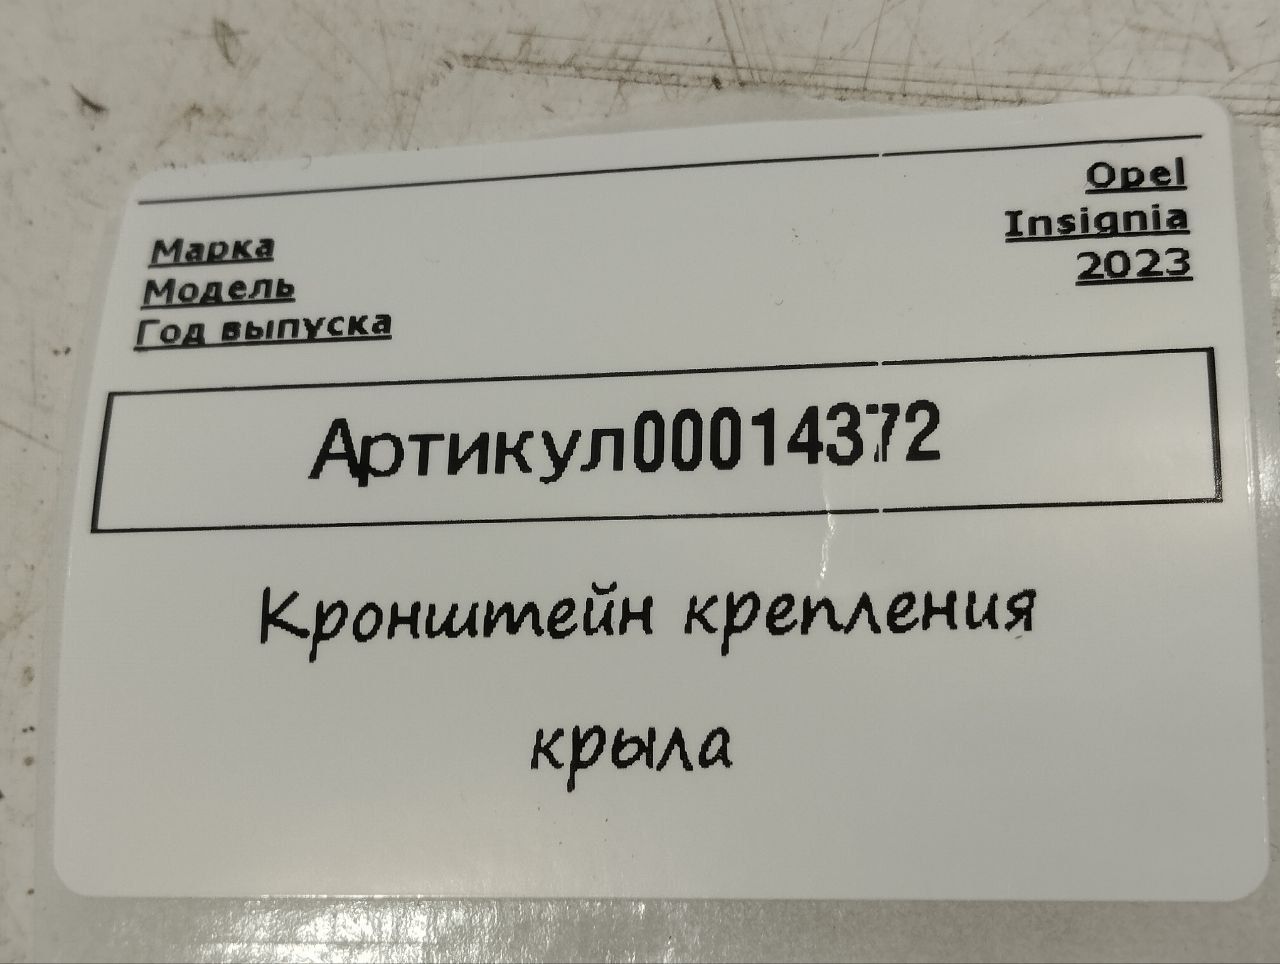 Марка Opel
Модель Insignia
Год выпуска 2023
Артикул00014372
Кронштейн крепления
крыла